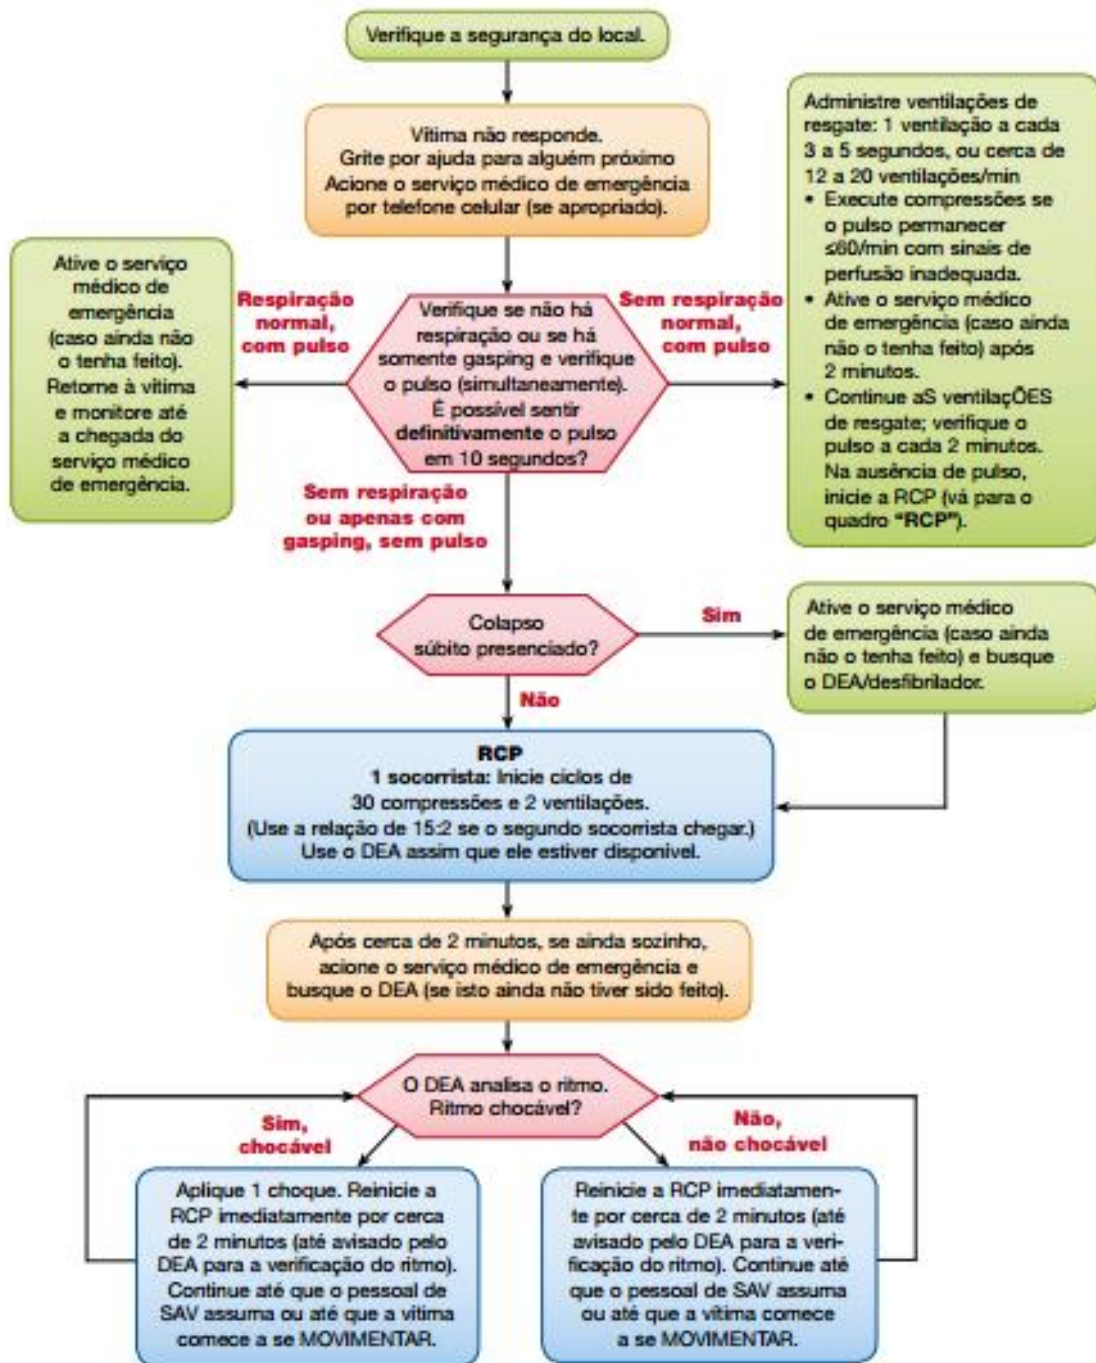 Verifique a segurança do local.
Vítima não responde.
Grite por ajuda para alguém próximo
Acione o serviço médico de emergência
por telefone celular (se apropriado).
Ative o serviço
médico de
emergência
(caso ainda não
o tenha feito).
Retorne à vítima
e monitore até
a chegada do
serviço médico
de emergência.
Respiração
normal,
com pulso
Verifique se não há
respiração ou se há
somente gasping e verifique
o pulso (simultaneamente).
É possível sentir
definitivamente o pulso
em 10 segundos?
Sem respiração
normal,
com pulso
Administre ventilações de
resgate: 1 ventilação a cada
3 a 5 segundos, ou cerca de
12 a 20 ventilações/min
• Execute compressões se
o pulso permanecer
≤60/min com sinais de
perfusão inadequada.
• Ative o serviço médico
de emergência (caso ainda
não o tenha feito) após
2 minutos.
• Continue aS ventilaçÕES
de resgate; verifique o
pulso a cada 2 minutos.
Na ausência de pulso,
inicie a RCP (vá para o
quadro “RCP”).
Sem respiração
ou apenas com
gasping, sem pulso
Colapso
súbito presenciado?
Sim
Ative o serviço médico
de emergência (caso ainda
não o tenha feito) e busque
o DEA/desfibrilador.
Não
RCP
1 socorrista: Inicie ciclos de
30 compressões e 2 ventilações.
(Use a relação de 15:2 se o segundo socorrista chegar.)
Use o DEA assim que ele estiver disponível.
Após cerca de 2 minutos, se ainda sozinho,
acione o serviço médico de emergência e
busque o DEA (se isto ainda não tiver sido feito).
O DEA analisa o ritmo.
Ritmo chocável?
Sim,
chocável
Não,
não chocável
Aplique 1 choque. Reinicie a
RCP imediatamente por cerca
de 2 minutos (até avisado pelo
DEA para a verificação do ritmo).
Continue até que o pessoal de
SAV assuma ou até que a vítima
comece a se MOVIMENTAR.
Reinicie a RCP imediatamen-
te por cerca de 2 minutos (até
avisado pelo DEA para a veri-
ficação do ritmo). Continue até
que o pessoal de SAV assuma
ou até que a vítima comece
a se MOVIMENTAR.